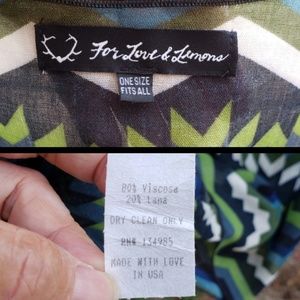 For Love & Lemons
ONE SIZE
FITS ALL
80% Viscose
20% Lana
DRY CLEAN ONLY
RN# 134985
MADE WITH LOVE
IN USA